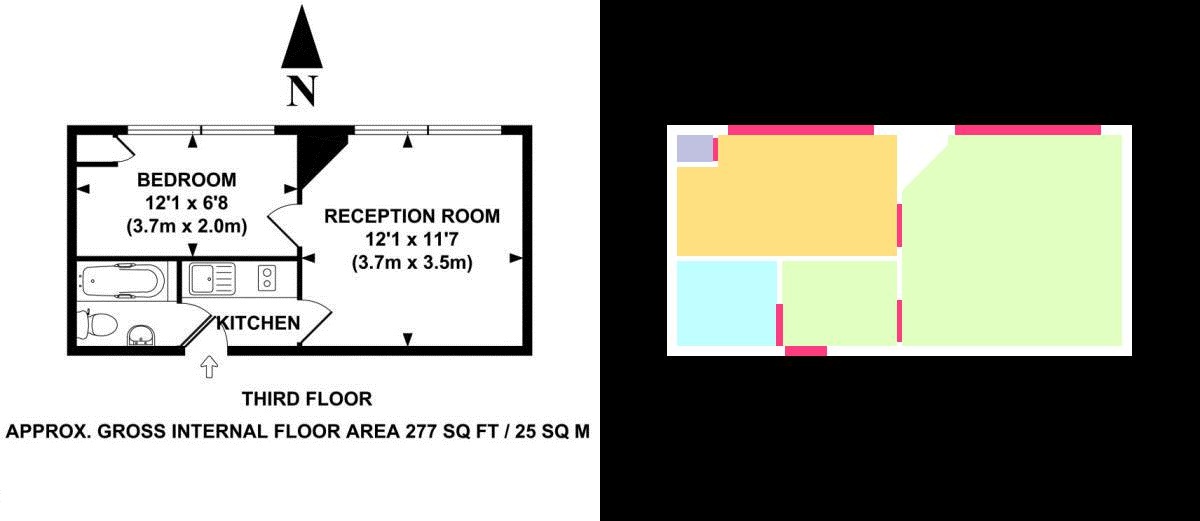 N
BEDROOM
12'1 x 6'8
(3.7m x 2.0m)
RECEPTION ROOM
12'1 x 11'7
(3.7m x 3.5m)
KITCHEN
THIRD FLOOR
APPROX. GROSS INTERNAL FLOOR AREA 277 SQ FT / 25 SQ M